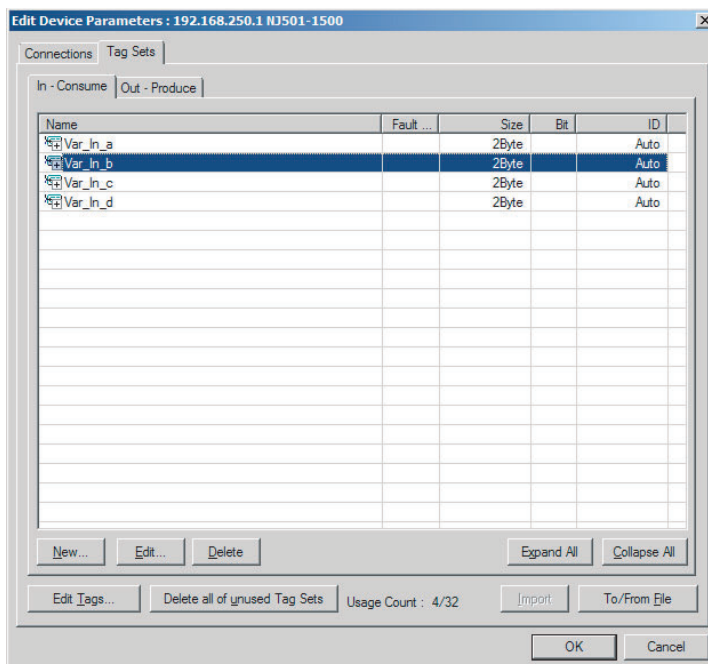 Edit Device Parameters : 192.168.250.1 NJ501-1500
Connections Tag Sets
In - Consume Out - Produce
Name Fault ... Size Bit ID
Var_In_a 2Byte Auto
Var_In_b 2Byte Auto
Var_In_c 2Byte Auto
Var_In_d 2Byte Auto
New... Edit... Delete Expand All Collapse All
Edit Tags... Delete all of unused Tag Sets Usage Count : 4/32 Import To/From File
OK Cancel